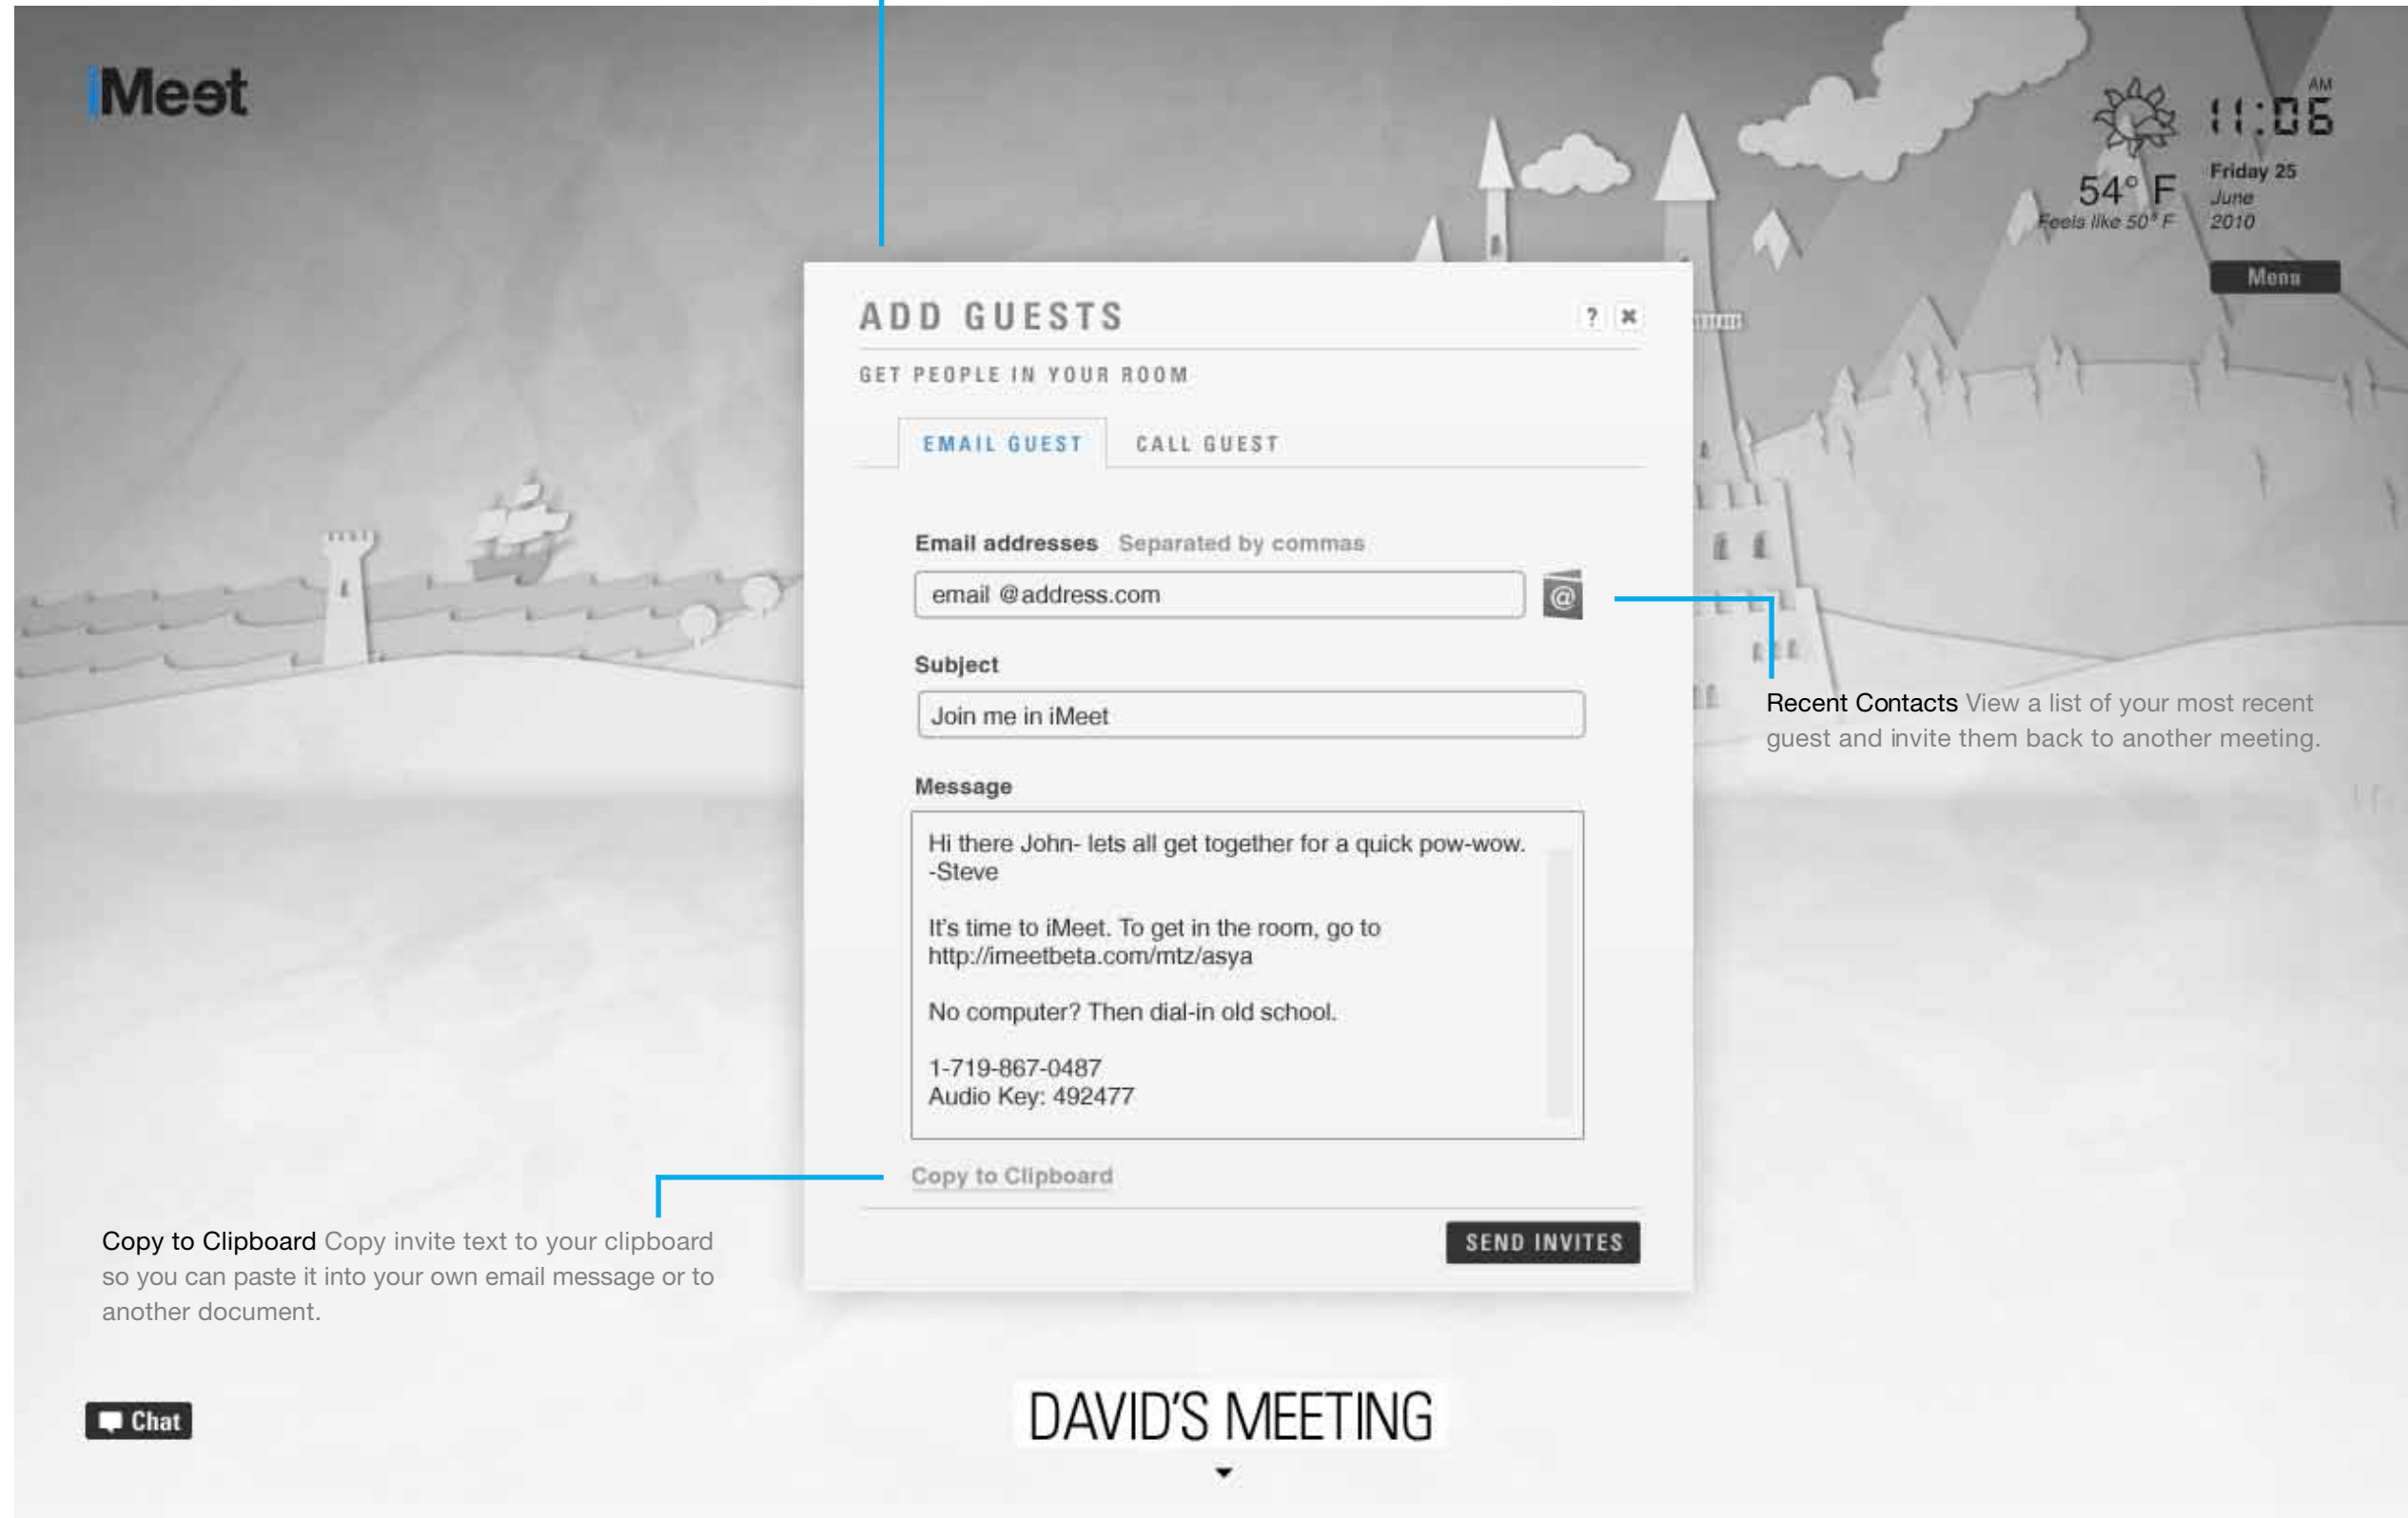 iMeet
AM
11:06
54° F
Feels like 50° F
Friday 25
June
2010
Menu
ADD GUESTS
? ×
GET PEOPLE IN YOUR ROOM
EMAIL GUEST CALL GUEST
Email addresses Separated by commas
email @address.com
@
Subject
Join me in iMeet
Recent Contacts View a list of your most recent
guest and invite them back to another meeting.
Message
Hi there John- lets all get together for a quick pow-wow.
-Steve
It's time to iMeet. To get in the room, go to
http://imeetbeta.com/mtz/asya
No computer? Then dial-in old school.
1-719-867-0487
Audio Key: 492477
Copy to Clipboard
Copy to Clipboard Copy invite text to your clipboard
so you can paste it into your own email message or to
another document.
SEND INVITES
Chat
DAVID'S MEETING